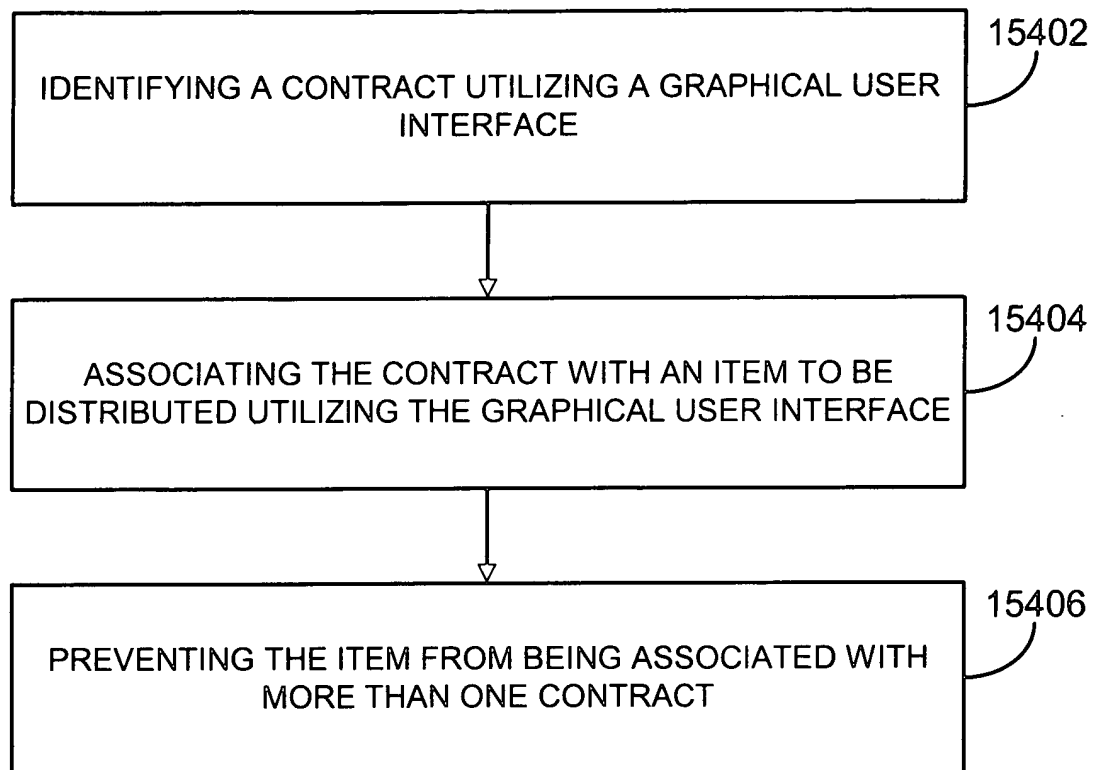 15402
IDENTIFYING A CONTRACT UTILIZING A GRAPHICAL USER
INTERFACE
15404
ASSOCIATING THE CONTRACT WITH AN ITEM TO BE
DISTRIBUTED UTILIZING THE GRAPHICAL USER INTERFACE
15406
PREVENTING THE ITEM FROM BEING ASSOCIATED WITH
MORE THAN ONE CONTRACT